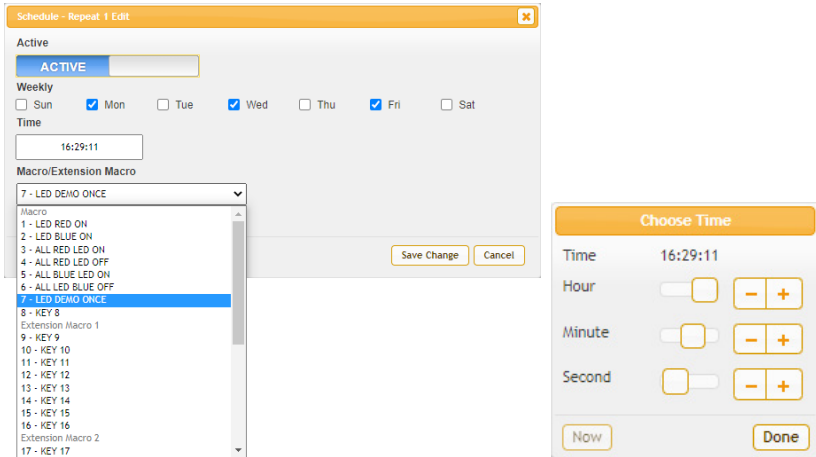 Schedule - Repeat 1 Edit
Active
ACTIVE
Weekly
Sun Mon Tue Wed Thu Fri Sat
Time
16:29:11
Macro/Extension Macro
7 - LED DEMO ONCE
Macro
1 - LED RED ON
2 - LED BLUE ON
3 - ALL RED LED ON
4 - ALL RED LED OFF
5 - ALL BLUE LED ON
6 - ALL LED BLUE OFF
7 - LED DEMO ONCE
8 - KEY 8
Extension Macro 1
9 - KEY 9
10 - KEY 10
11 - KEY 11
12 - KEY 12
13 - KEY 13
14 - KEY 14
15 - KEY 15
16 - KEY 16
Extension Macro 2
17 - KEY 17
Save Change Cancel
Choose Time
Time 16:29:11
Hour - +
Minute - +
Second - +
Now Done